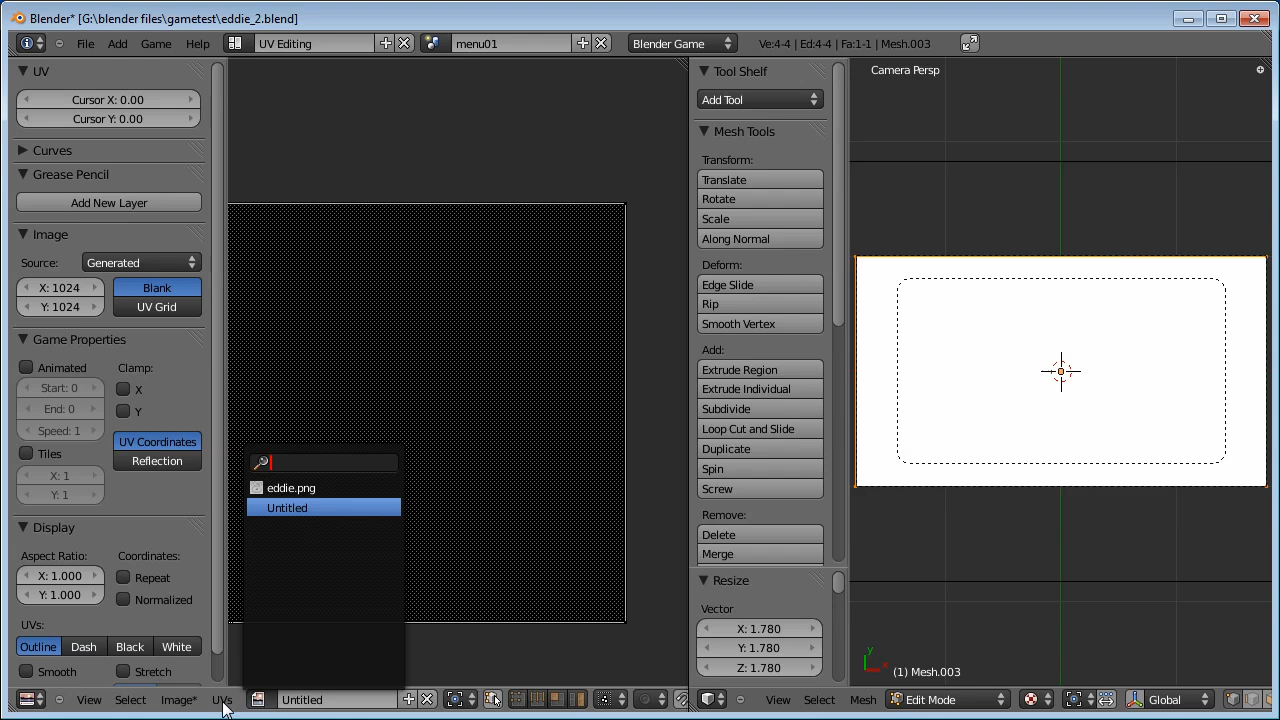 Blender* [G:\blender files\gametest\eddie_2.blend]
File Add Game Help UV Editing menu01 Blender Game Ve:4-4 | Ed:4-4 | Fa:1-1 | Mesh.003
UV
Cursor X: 0.00
Cursor Y: 0.00
Curves
Grease Pencil
Add New Layer
Image
Source: Generated
X: 1024 Blank
Y: 1024 UV Grid
Game Properties
Animated Clamp:
Start: 0 X
End: 0 Y
Speed: 1
UV Coordinates
Tiles Reflection
X: 1
Y: 1
Display
Aspect Ratio: Coordinates:
X: 1.000 Repeat
Y: 1.000 Normalized
UVs:
Outline Dash Black White
Smooth Stretch
eddie.png
Untitled
View Select Image* UVs Untitled
Tool Shelf
Add Tool
Mesh Tools
Transform:
Translate
Rotate
Scale
Along Normal
Deform:
Edge Slide
Rip
Smooth Vertex
Add:
Extrude Region
Extrude Individual
Subdivide
Loop Cut and Slide
Duplicate
Spin
Screw
Remove:
Delete
Merge
Resize
Vector
X: 1.780
Y: 1.780
Z: 1.780
Camera Persp
y
x
(1) Mesh.003
View Select Mesh Edit Mode Global